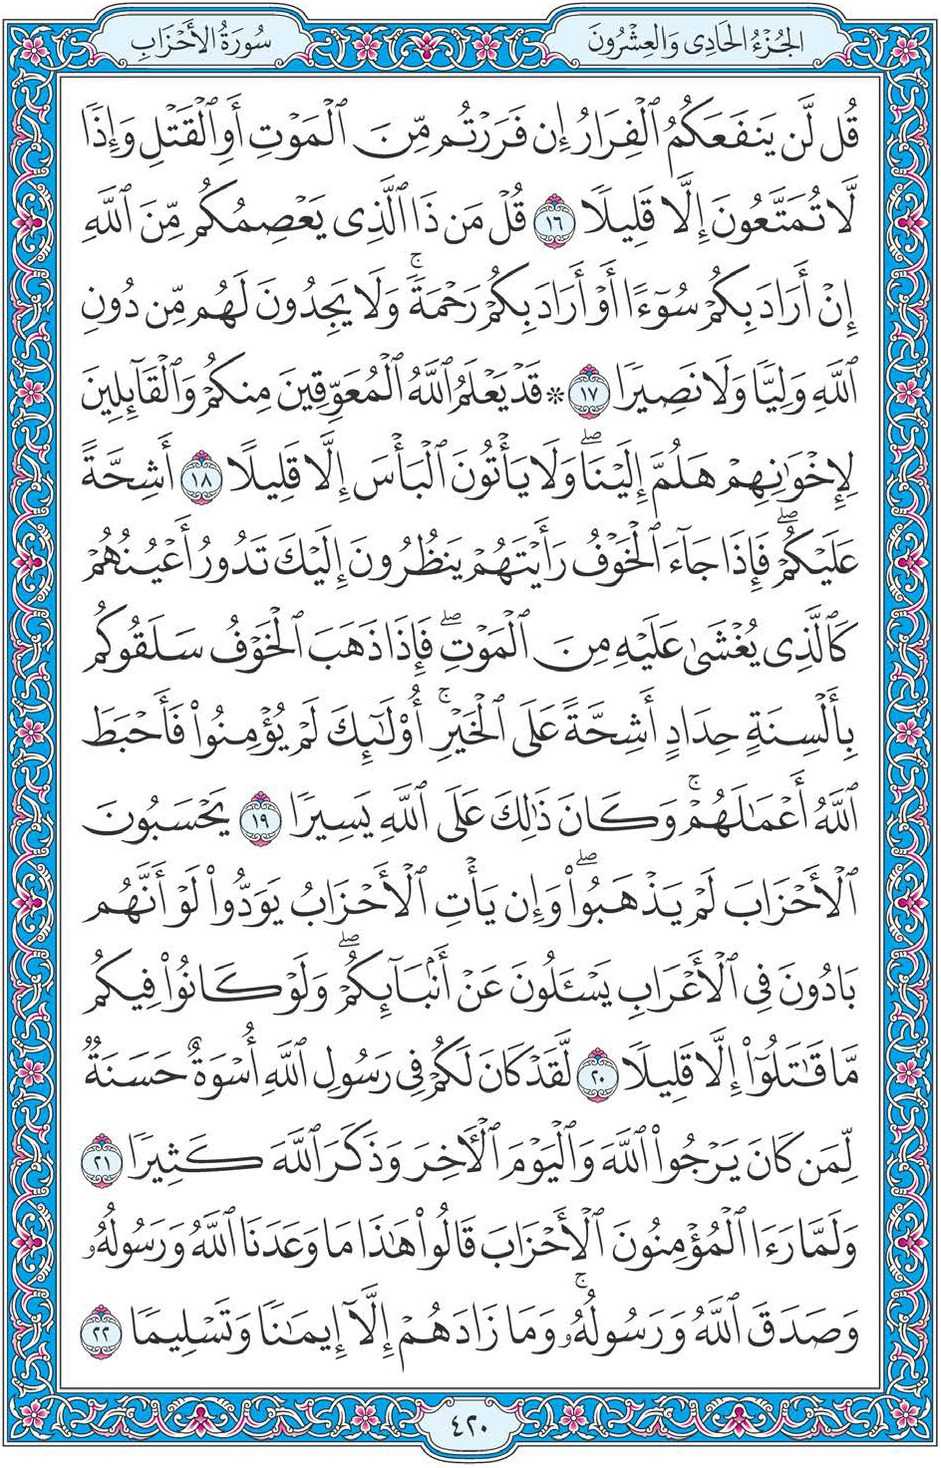 الجُزْءُ الحَادِى وَالعِشْرُونَ
سُورَةُ الأَحْزَابِ
قُل لَّن يَنفَعَكُمُ ٱلْفِرَارُ إِن فَرَرْتُم مِّنَ ٱلْمَوْتِ أَوِ ٱلْقَتْلِ وَإِذًا
لَّا تُمَتَّعُونَ إِلَّا قَلِيلًا ١٦ قُلْ مَن ذَا ٱلَّذِى يَعْصِمُكُم مِّنَ ٱللَّهِ
إِنْ أَرَادَ بِكُمْ سُوٓءًا أَوْ أَرَادَ بِكُمْ رَحْمَةً ۚ وَلَا يَجِدُونَ لَهُم مِّن دُونِ
ٱللَّهِ وَلِيًّا وَلَا نَصِيرًا ١٧ ۞ قَدْ يَعْلَمُ ٱللَّهُ ٱلْمُعَوِّقِينَ مِنكُمْ وَٱلْقَآئِلِينَ
لِإِخْوَٰنِهِمْ هَلُمَّ إِلَيْنَا ۖ وَلَا يَأْتُونَ ٱلْبَأْسَ إِلَّا قَلِيلًا ١٨ أَشِحَّةً
عَلَيْكُمْ ۖ فَإِذَا جَآءَ ٱلْخَوْفُ رَأَيْتَهُمْ يَنظُرُونَ إِلَيْكَ تَدُورُ أَعْيُنُهُمْ
كَٱلَّذِى يُغْشَىٰ عَلَيْهِ مِنَ ٱلْمَوْتِ ۖ فَإِذَا ذَهَبَ ٱلْخَوْفُ سَلَقُوكُم
بِأَلْسِنَةٍ حِدَادٍ أَشِحَّةً عَلَى ٱلْخَيْرِ ۚ أُو۟لَٰٓئِكَ لَمْ يُؤْمِنُوا۟ فَأَحْبَطَ
ٱللَّهُ أَعْمَٰلَهُمْ ۚ وَكَانَ ذَٰلِكَ عَلَى ٱللَّهِ يَسِيرًا ١٩ يَحْسَبُونَ
ٱلْأَحْزَابَ لَمْ يَذْهَبُوا۟ ۖ وَإِن يَأْتِ ٱلْأَحْزَابُ يَوَدُّوا۟ لَوْ أَنَّهُم
بَادُونَ فِى ٱلْأَعْرَابِ يَسْـَٔلُونَ عَنْ أَنۢبَآئِكُمْ ۖ وَلَوْ كَانُوا۟ فِيكُم
مَّا قَٰتَلُوٓا۟ إِلَّا قَلِيلًا ٢٠ لَّقَدْ كَانَ لَكُمْ فِى رَسُولِ ٱللَّهِ أُسْوَةٌ حَسَنَةٌ
لِّمَن كَانَ يَرْجُوا۟ ٱللَّهَ وَٱلْيَوْمَ ٱلْـَٔاخِرَ وَذَكَرَ ٱللَّهَ كَثِيرًا ٢١
وَلَمَّا رَءَا ٱلْمُؤْمِنُونَ ٱلْأَحْزَابَ قَالُوا۟ هَٰذَا مَا وَعَدَنَا ٱللَّهُ وَرَسُولُهُۥ
وَصَدَقَ ٱللَّهُ وَرَسُولُهُۥ ۚ وَمَا زَادَهُمْ إِلَّآ إِيمَٰنًا وَتَسْلِيمًا ٢٢
٤٢٠